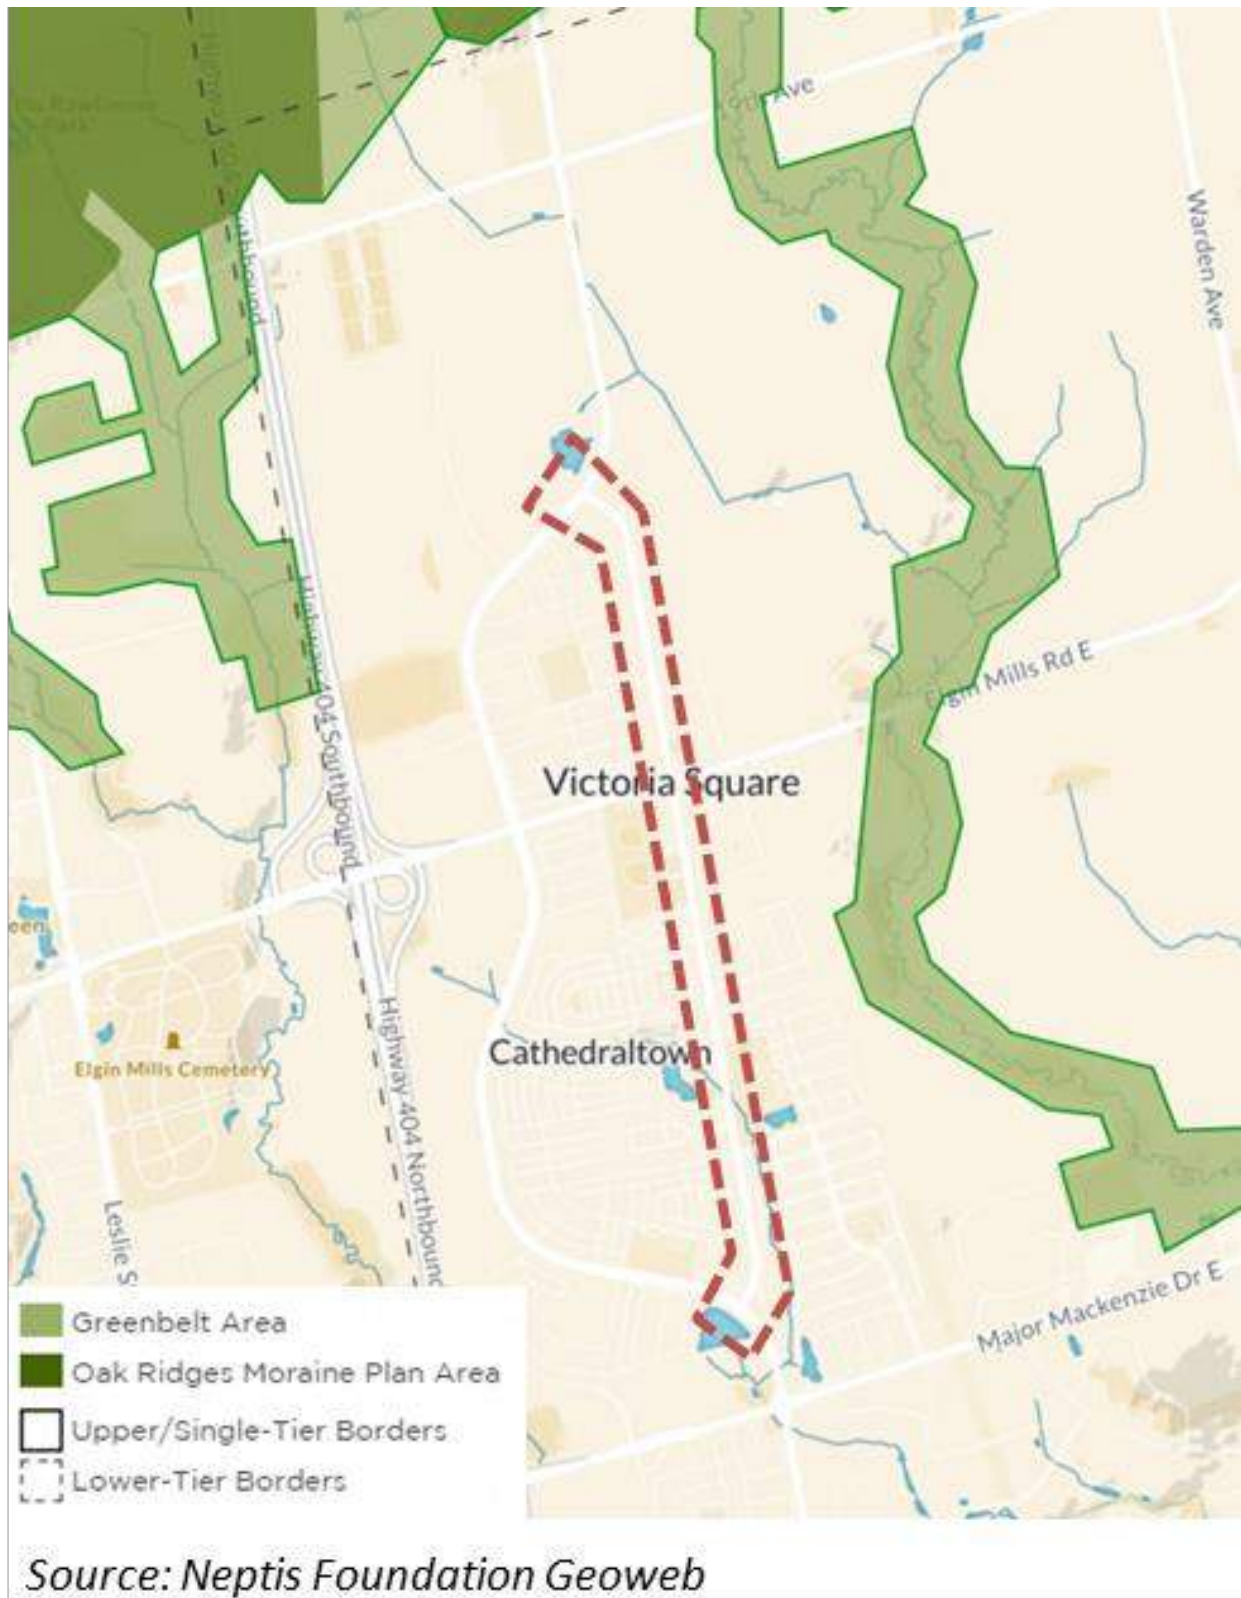 19th Ave
Warden Ave
Elgin Mills Rd E
Highway 404 Southbound
Victoria Square
Cathedraltown
Elgin Mills Cemetery
Highway 404 Northbound
Leslie S
Major Mackenzie Dr E
Greenbelt Area
Oak Ridges Moraine Plan Area
Upper/Single-Tier Borders
Lower-Tier Borders
Source: Neptis Foundation Geoweb